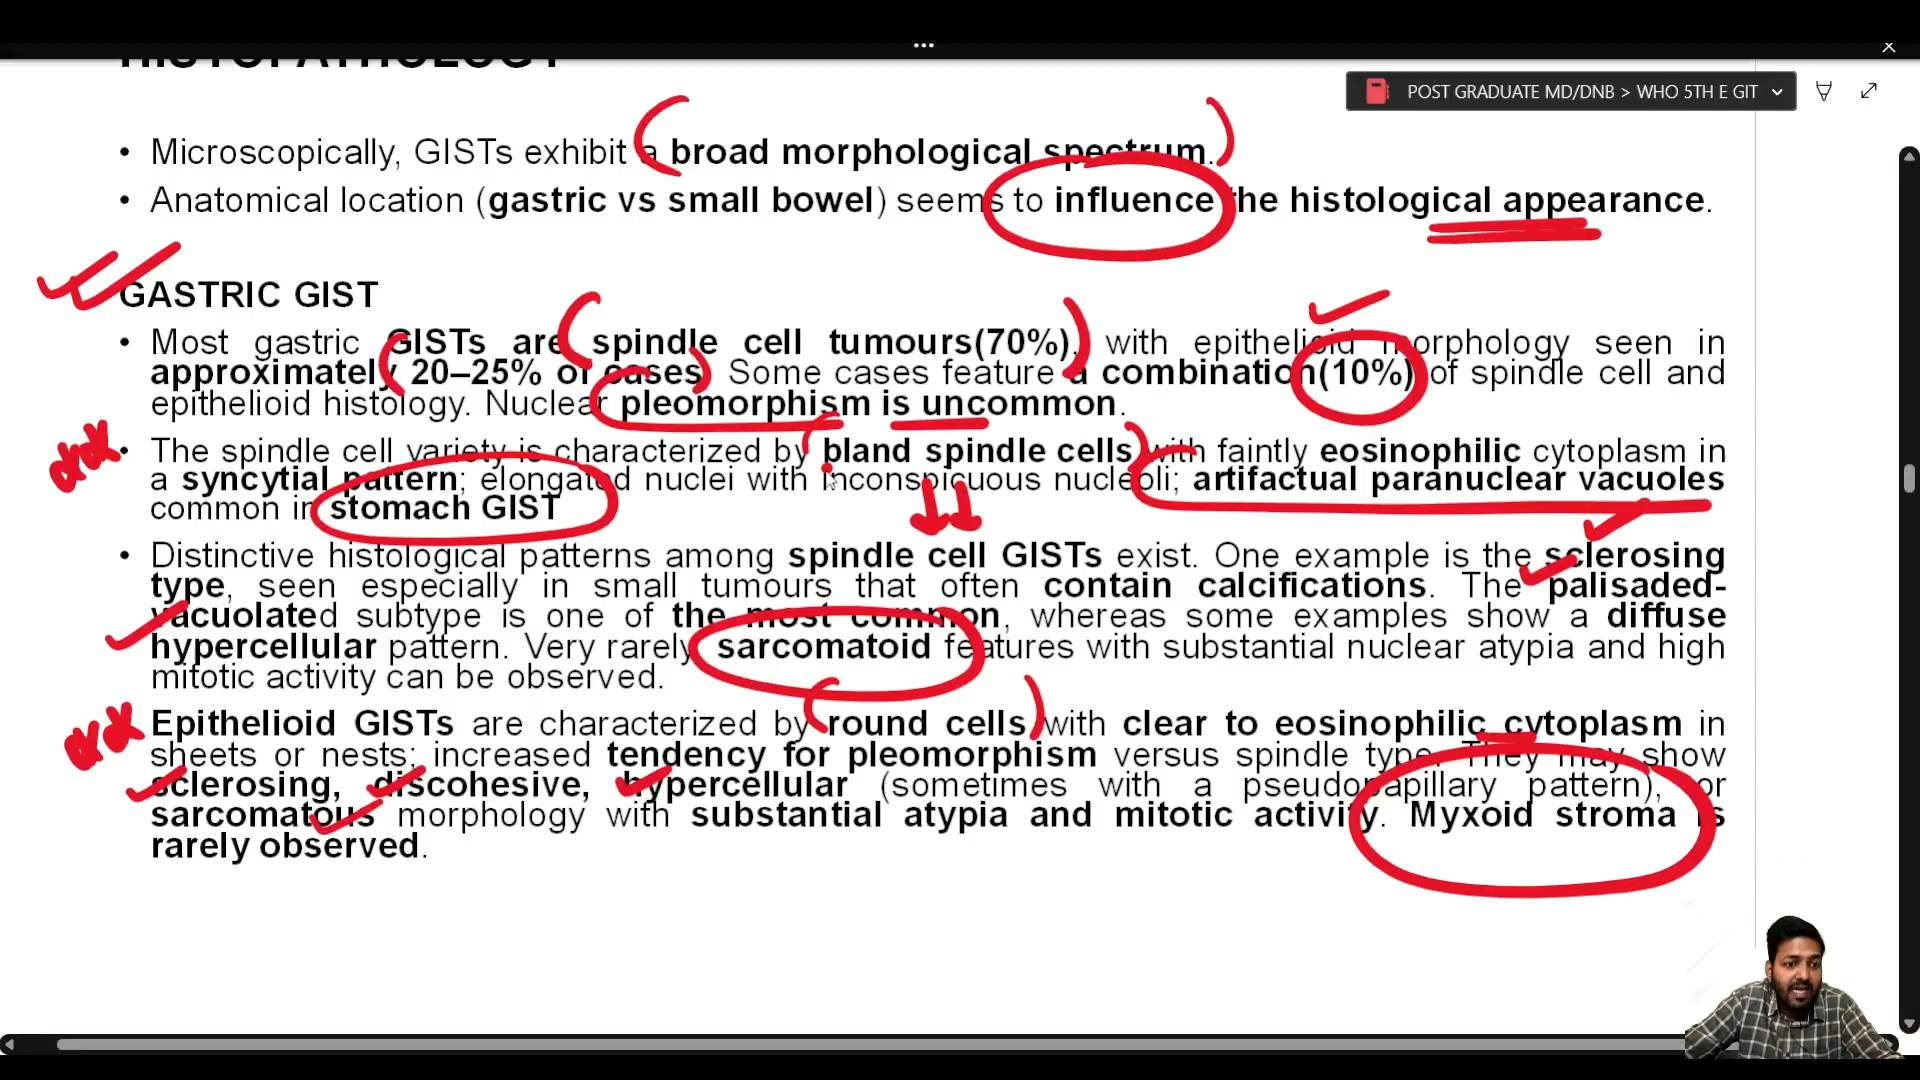 HISTOPATHOLOGY
POST GRADUATE MD/DNB > WHO 5TH E GIT
• Microscopically, GISTs exhibit a broad morphological spectrum.
• Anatomical location (gastric vs small bowel) seems to influence the histological appearance.
GASTRIC GIST
• Most gastric GISTs are spindle cell tumours(70%), with epithelioid morphology seen in
approximately 20–25% of cases. Some cases feature a combination(10%) of spindle cell and
epithelioid histology. Nuclear pleomorphism is uncommon.
• The spindle cell variety is characterized by bland spindle cells with faintly eosinophilic cytoplasm in
a syncytial pattern; elongated nuclei with inconspicuous nucleoli; artifactual paranuclear vacuoles
common in stomach GIST
• Distinctive histological patterns among spindle cell GISTs exist. One example is the sclerosing
type, seen especially in small tumours that often contain calcifications. The palisaded-
vacuolated subtype is one of the most common, whereas some examples show a diffuse
hypercellular pattern. Very rarely, sarcomatoid features with substantial nuclear atypia and high
mitotic activity can be observed.
• Epithelioid GISTs are characterized by round cells with clear to eosinophilic cytoplasm in
sheets or nests; increased tendency for pleomorphism versus spindle type. They may show
sclerosing, discohesive, hypercellular (sometimes with a pseudopapillary pattern), or
sarcomatous morphology with substantial atypia and mitotic activity. Myxoid stroma is
rarely observed.